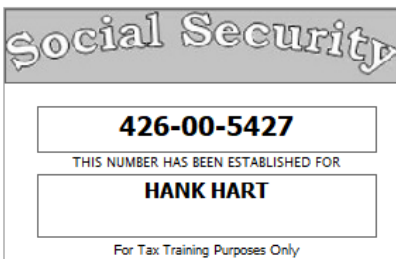 Social Security
426-00-5427
THIS NUMBER HAS BEEN ESTABLISHED FOR
HANK HART
For Tax Training Purposes Only